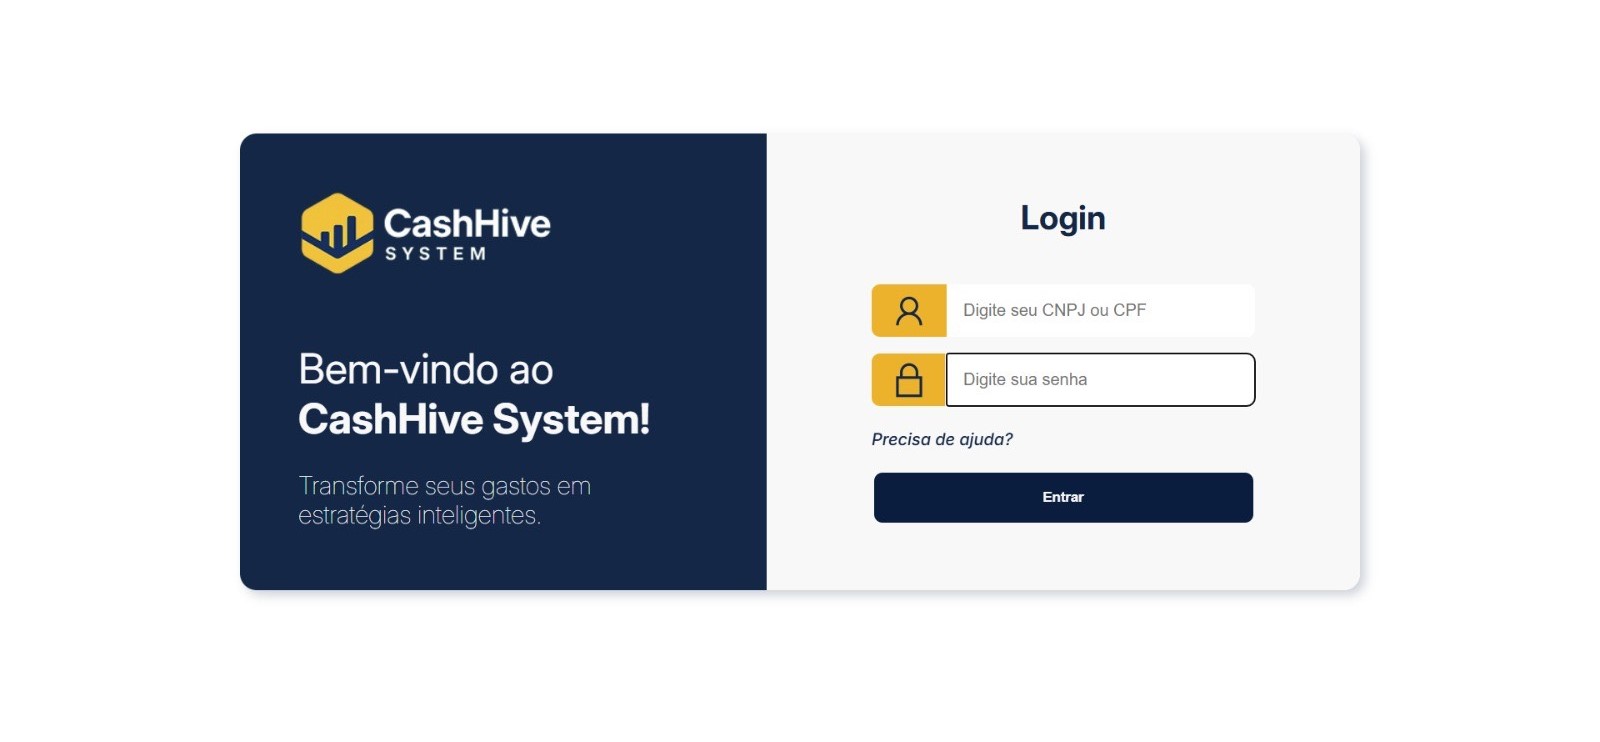 CashHive
SYSTEM
Bem-vindo ao
CashHive System!
Transforme seus gastos em
estratégias inteligentes.
Login
Digite seu CNPJ ou CPF
Digite sua senha
Precisa de ajuda?
Entrar